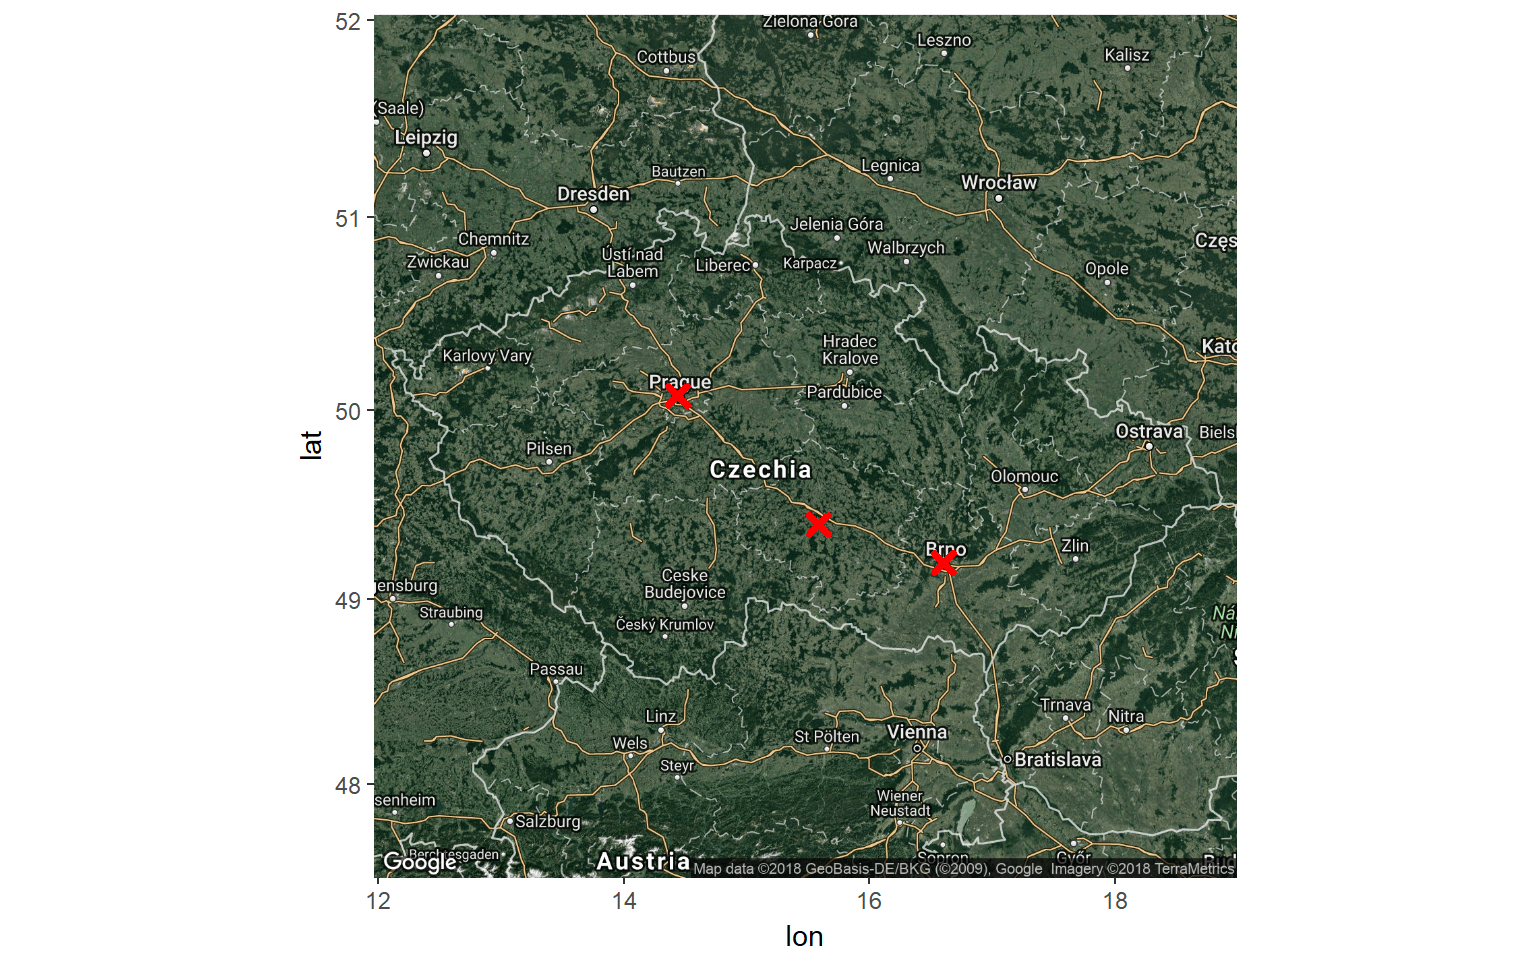 52
Zielona Góra
Leszno
Cottbus
Kalisz
(Saale)
Leipzig
Legnica
Bautzen
Wrocław
Dresden
51
Jelenia Góra
Chemnitz
Częs
Walbrzych
Ústí nad
Labem
Zwickau
Liberec
Karpacz
Opole
Hradec
Kralove
Kato
Karlovy Vary
Prague
Pardubice
50
Ostrava
Bielsl
Pilsen
Czechia
Olomouc
Brno
Zlin
Ceske
Budejovice
ensburg
49
Straubing
Český Krumlov
Ná
Ni
Passau
Trnava
Linz
Nitra
Vienna
St Pölten
Wels
Bratislava
Steyr
48
senheim
Wiener
Neustadt
Salzburg
Berchtesgaden
Google
Austria
Sopron
Győr
Map data ©2018 GeoBasis-DE/BKG (©2009), Google Imagery ©2018 TerraMetrics
12
14
16
18
lon
lat